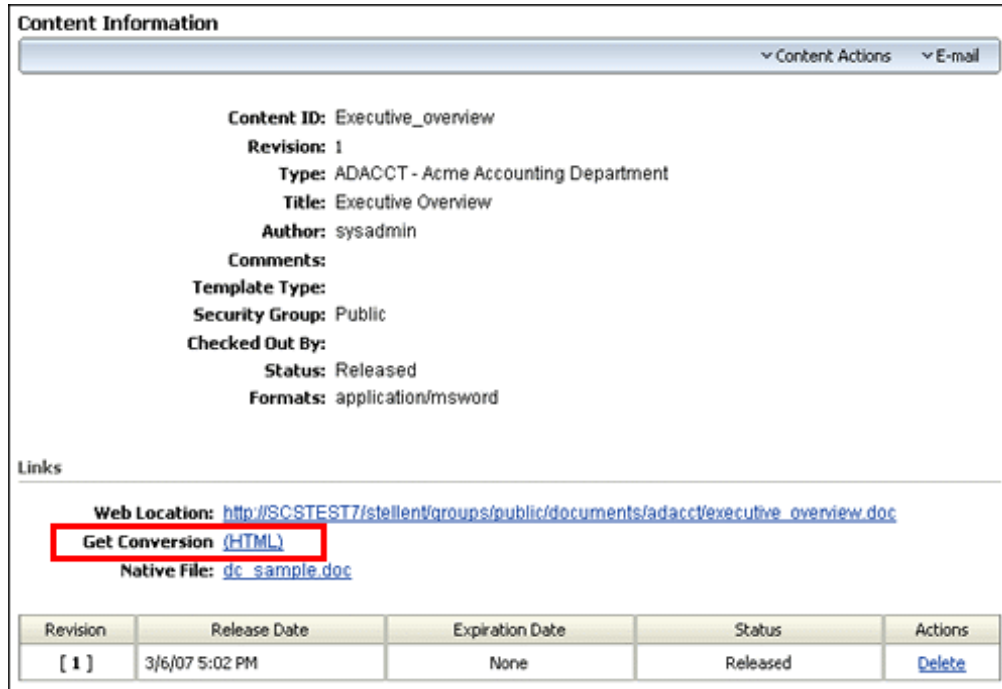 Content Information
Content Actions E-mail
Content ID: Executive_overview
Revision: 1
Type: ADACCT - Acme Accounting Department
Title: Executive Overview
Author: sysadmin
Comments:
Template Type:
Security Group: Public
Checked Out By:
Status: Released
Formats: application/msword
Links
Web Location: http://SCSTEST7/stellent/groups/public/documents/adacct/executive_overview.doc
Get Conversion (HTML)
Native File: dc_sample.doc
Revision Release Date Expiration Date Status Actions
[ 1 ] 3/6/07 5:02 PM None Released Delete